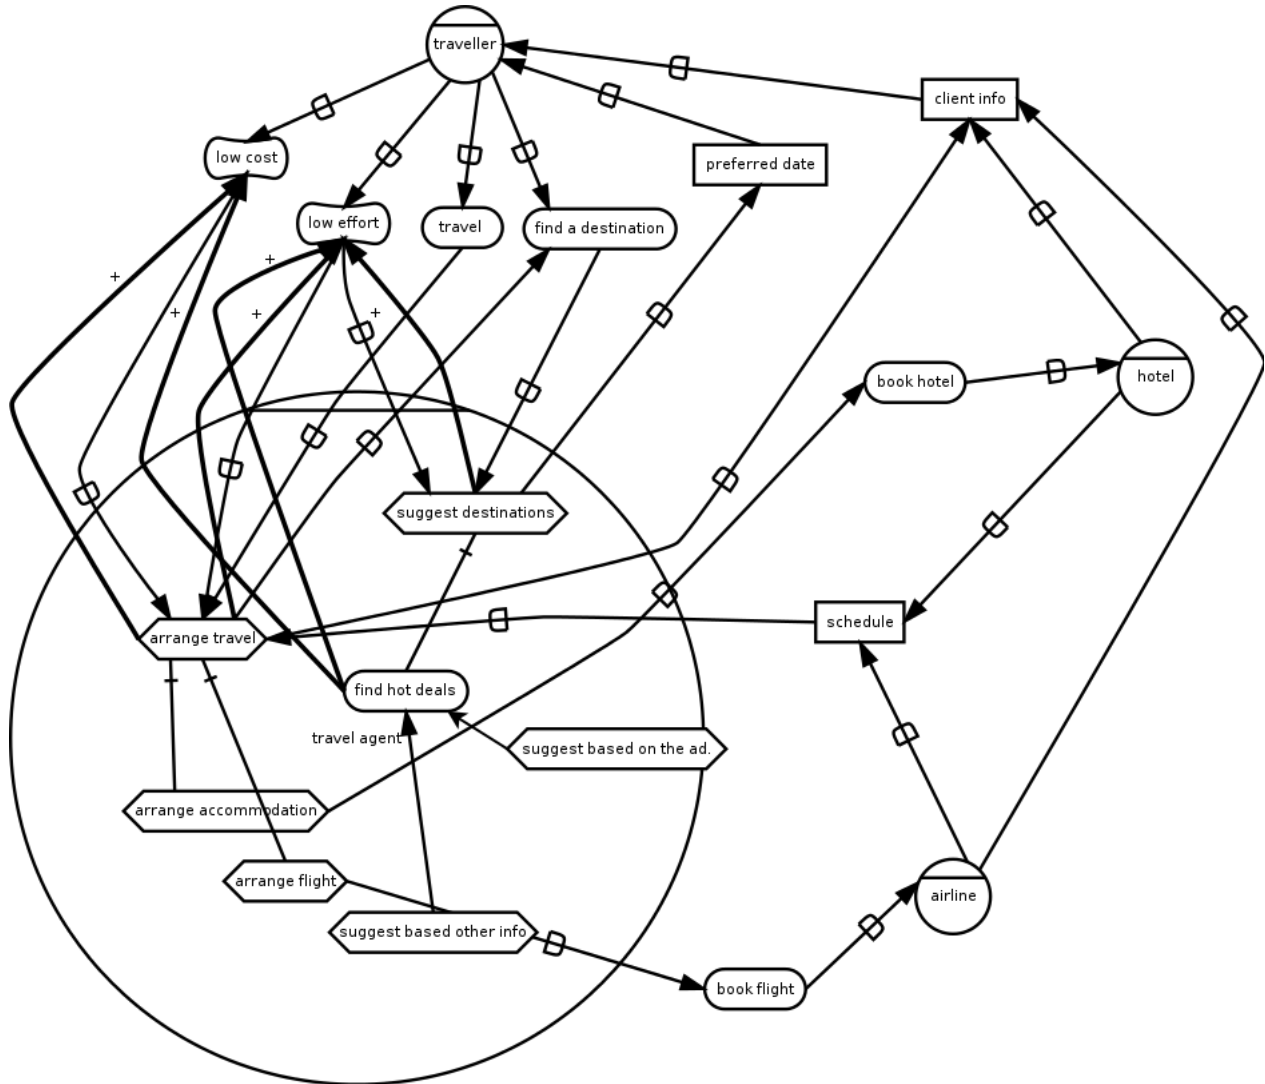 traveller
client info
low cost
preferred date
low effort
travel
find a destination
+
+
+
+
+
book hotel
hotel
suggest destinations
arrange travel
schedule
find hot deals
travel agent
suggest based on the ad.
arrange accommodation
arrange flight
airline
suggest based other info
book flight